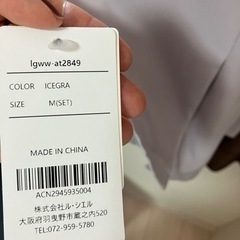 lgww-at2849
COLOR ICEGRA
SIZE M(SET)
MADE IN CHINA
ACN2945935004
株式会社ル・シエル
大阪府羽曳野市蔵之内520
TEL:072-959-5780